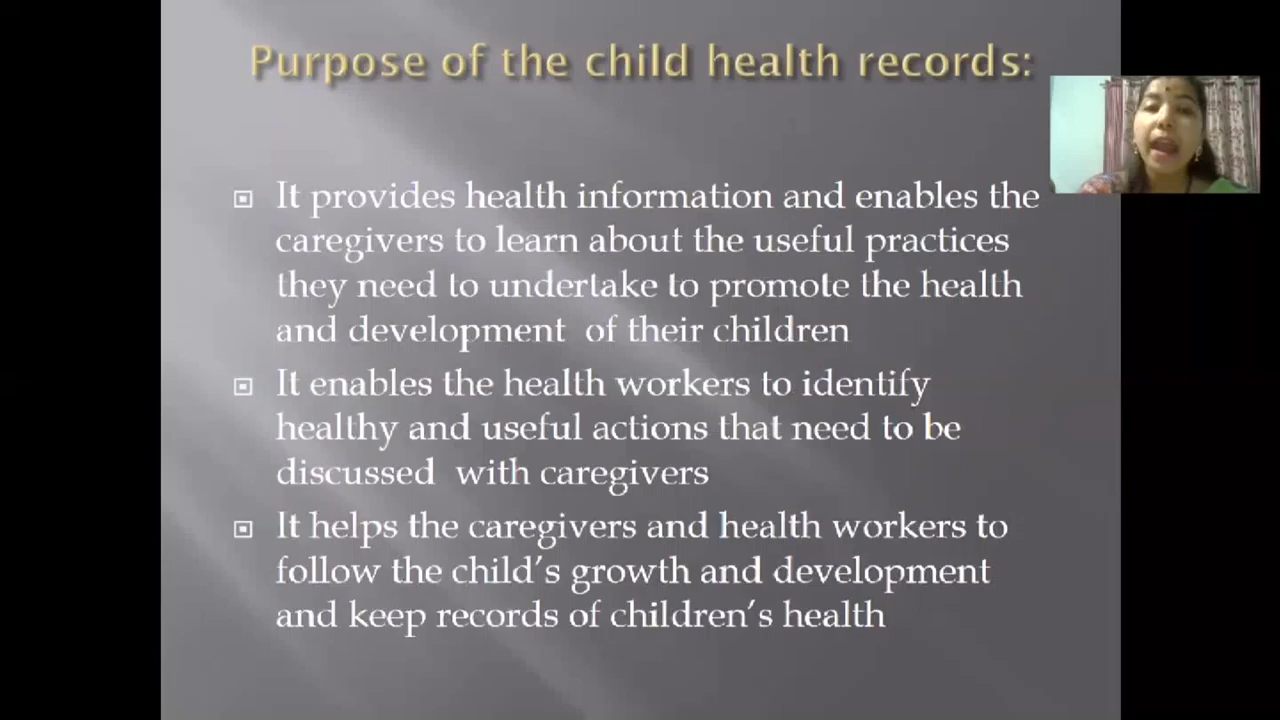 Purpose of the child health records:
It provides health information and enables the
caregivers to learn about the useful practices
they need to undertake to promote the health
and development of their children
It enables the health workers to identify
healthy and useful actions that need to be
discussed with caregivers
It helps the caregivers and health workers to
follow the child’s growth and development
and keep records of children’s health